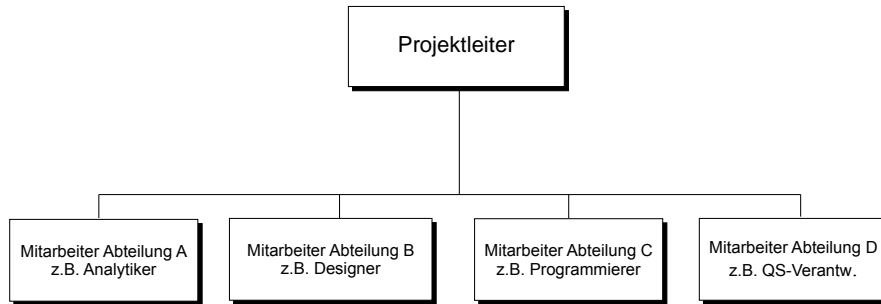 Projektleiter
Mitarbeiter Abteilung A
z.B. Analytiker
Mitarbeiter Abteilung B
z.B. Designer
Mitarbeiter Abteilung C
z.B. Programmierer
Mitarbeiter Abteilung D
z.B. QS-Verantw.